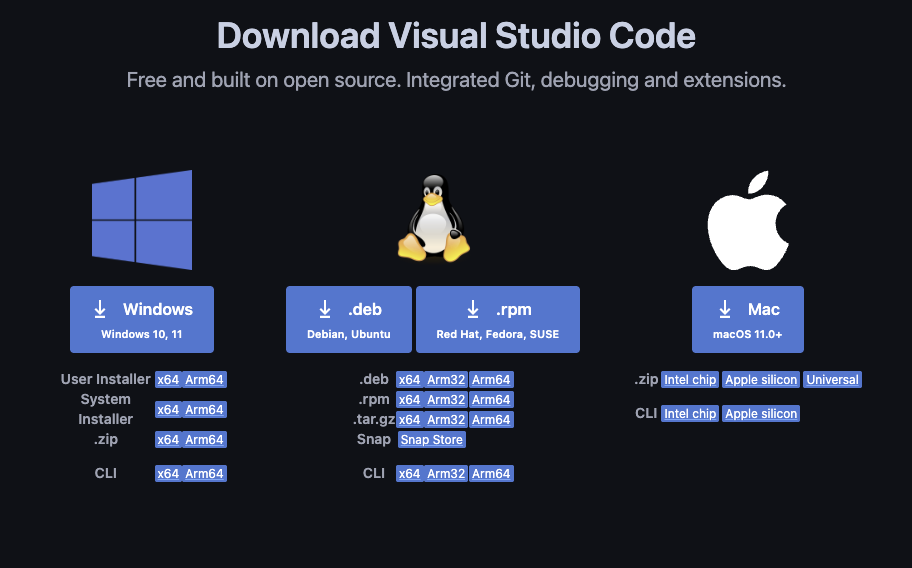 Download Visual Studio Code
Free and built on open source. Integrated Git, debugging and extensions.
Windows
Windows 10, 11
User Installer x64 Arm64
System
Installer
x64 Arm64
.zip x64 Arm64
CLI x64 Arm64
.deb
Debian, Ubuntu
.rpm
Red Hat, Fedora, SUSE
.deb x64 Arm32 Arm64
.rpm x64 Arm32 Arm64
.tar.gz x64 Arm32 Arm64
Snap Snap Store
CLI x64 Arm32 Arm64
Mac
macOS 11.0+
.zip Intel chip Apple silicon Universal
CLI Intel chip Apple silicon